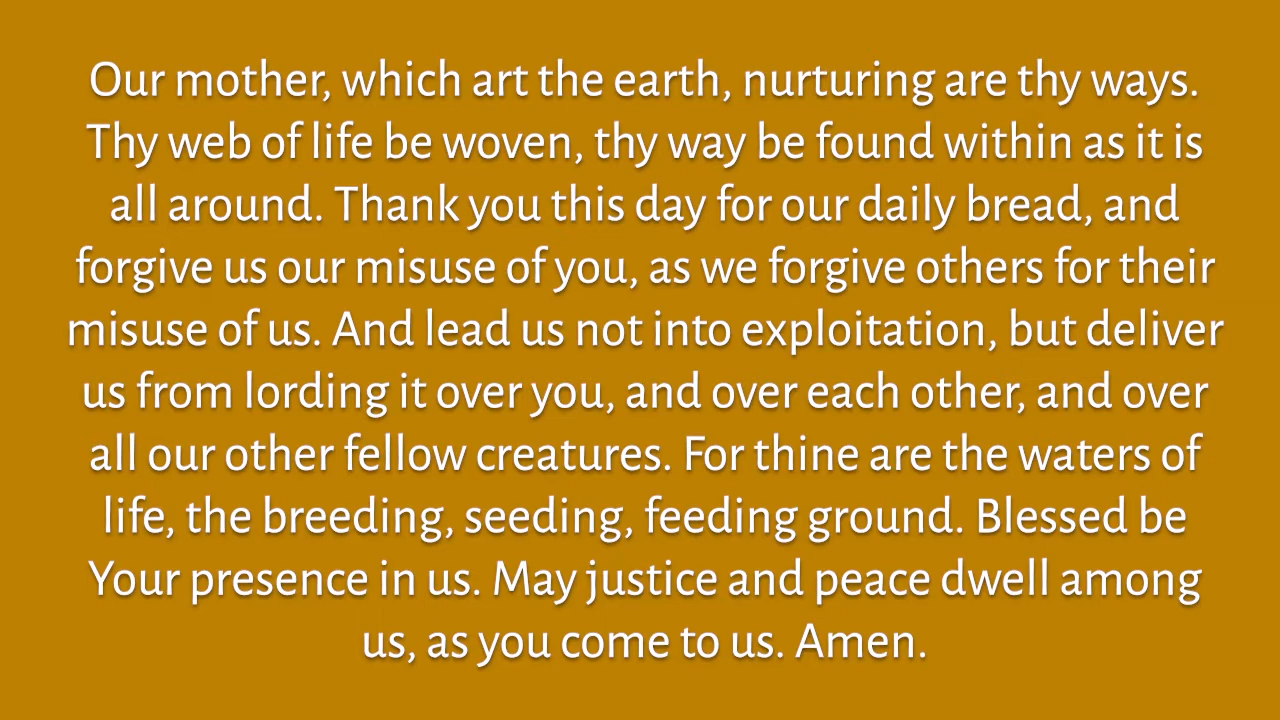 Our mother, which art the earth, nurturing are thy ways.
Thy web of life be woven, thy way be found within as it is
all around. Thank you this day for our daily bread, and
forgive us our misuse of you, as we forgive others for their
misuse of us. And lead us not into exploitation, but deliver
us from lording it over you, and over each other, and over
all our other fellow creatures. For thine are the waters of
life, the breeding, seeding, feeding ground. Blessed be
Your presence in us. May justice and peace dwell among
us, as you come to us. Amen.